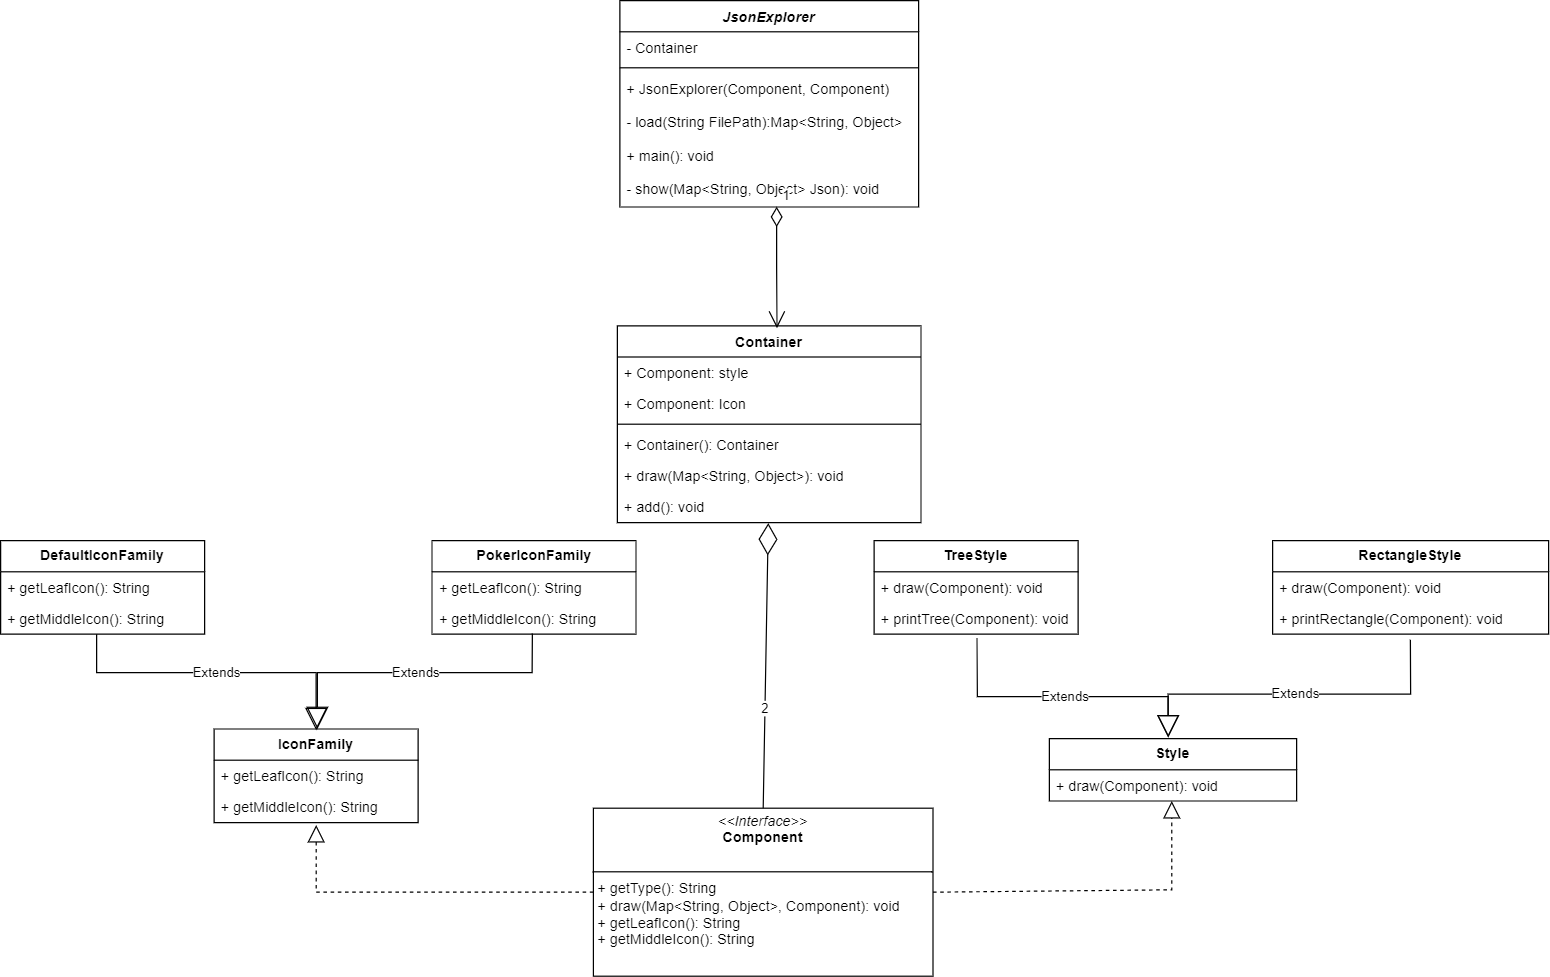 JsonExplorer
- Container
+ JsonExplorer(Component, Component)
- load(String FilePath):Map<String, Object>
+ main(): void
- show(Map<String, Object> Json): void
1
Container
+ Component: style
+ Component: Icon
+ Container(): Container
+ draw(Map<String, Object>): void
+ add(): void
DefaultIconFamily
+ getLeafIcon(): String
+ getMiddleIcon(): String
PokerIconFamily
+ getLeafIcon(): String
+ getMiddleIcon(): String
TreeStyle
+ draw(Component): void
+ printTree(Component): void
RectangleStyle
+ draw(Component): void
+ printRectangle(Component): void
Extends
Extends
Extends
Extends
2
IconFamily
+ getLeafIcon(): String
+ getMiddleIcon(): String
Style
+ draw(Component): void
<<Interface>>
Component
+ getType(): String
+ draw(Map<String, Object>, Component): void
+ getLeafIcon(): String
+ getMiddleIcon(): String